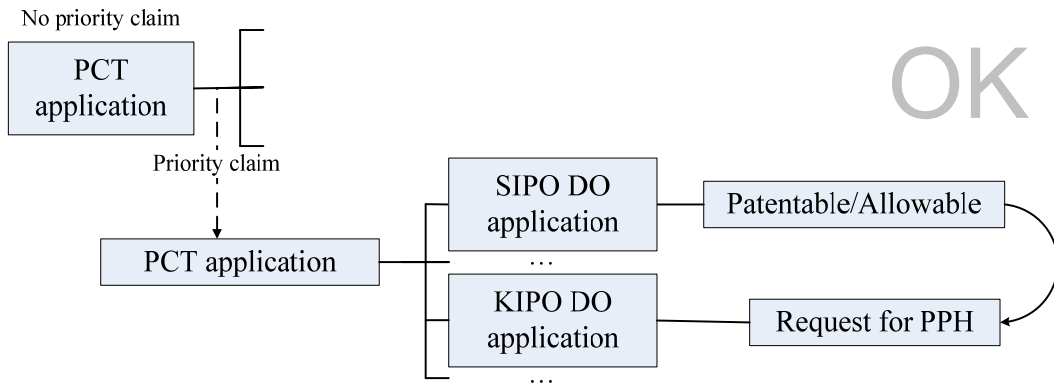 No priority claim
PCT
application
OK
Priority claim
SIPO DO
application
Patentable/Allowable
…
PCT application
KIPO DO
application
Request for PPH
…